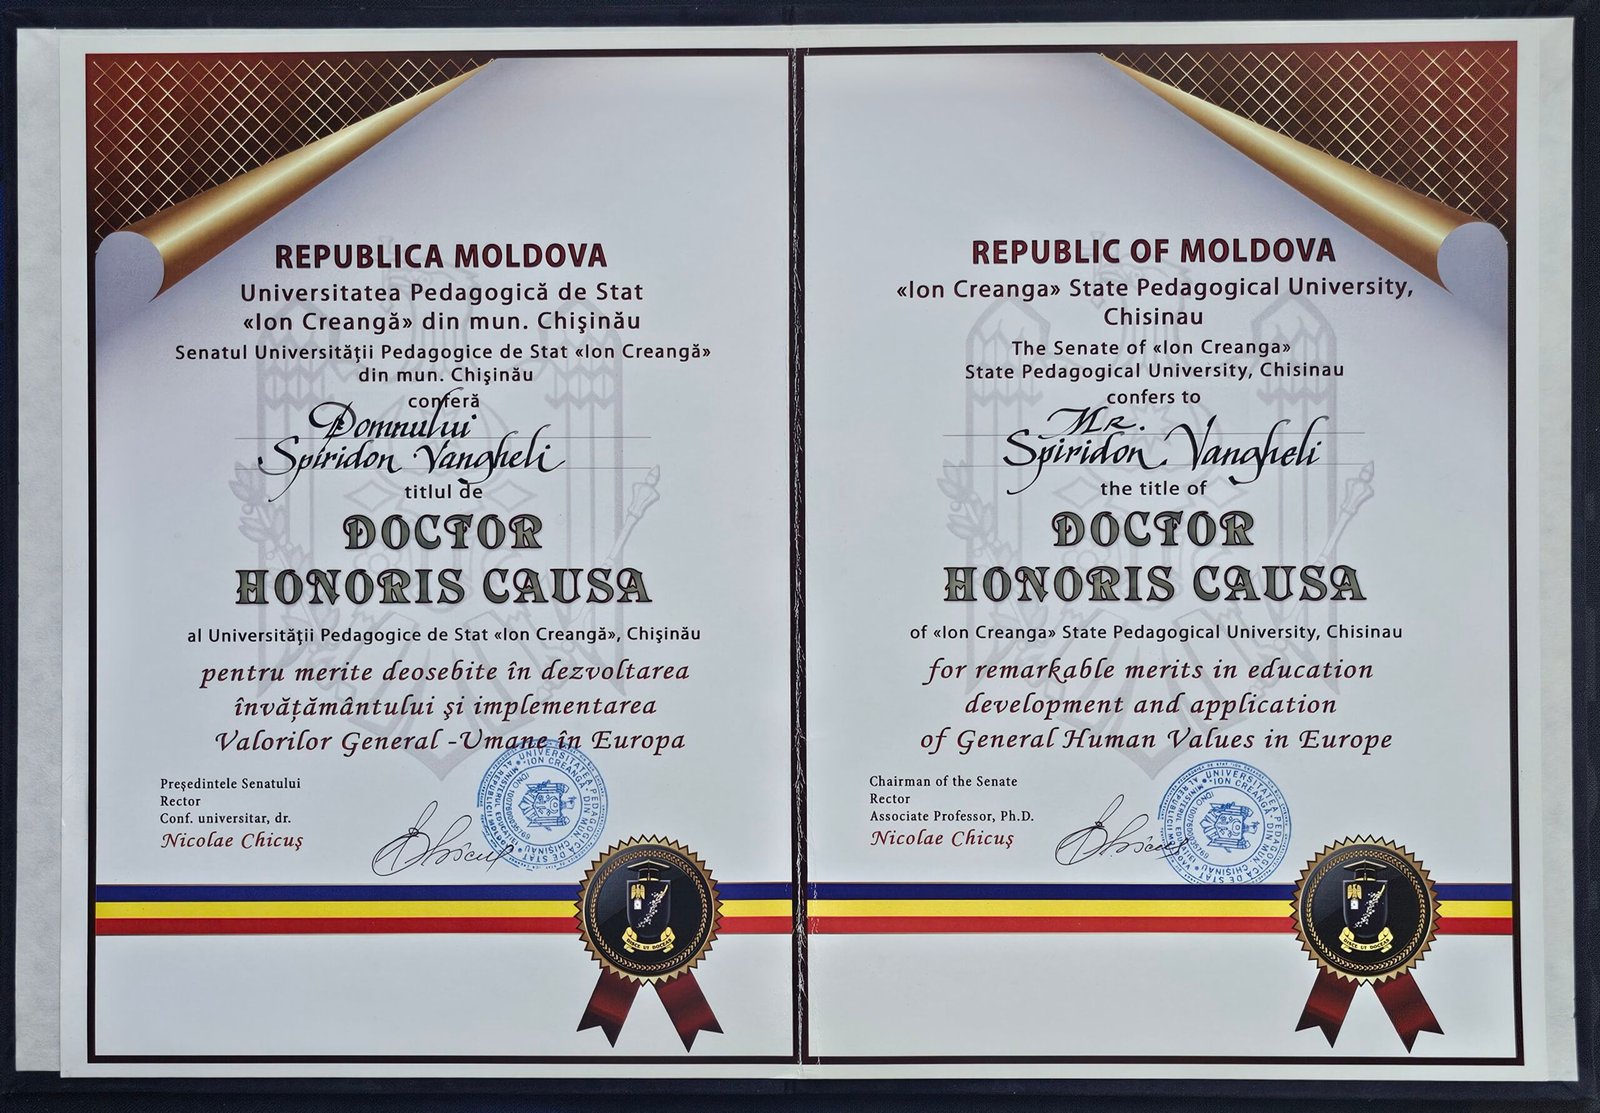 REPUBLICA MOLDOVA
Universitatea Pedagogică de Stat
«Ion Creangă» din mun. Chişinău
Senatul Universităţii Pedagogice de Stat «Ion Creangă»
din mun. Chişinău
conferă
Domnului
Spiridon Vangheli
titlul de
DOCTOR
HONORIS CAUSA
al Universităţii Pedagogice de Stat «Ion Creangă», Chişinău
pentru merite deosebite în dezvoltarea
învăţământului şi implementarea
Valorilor General -Umane în Europa
Preşedintele Senatului
Rector
Conf. universitar, dr.
Nicolae Chicuş
DISCE UT DOCEAS
REPUBLIC OF MOLDOVA
«Ion Creanga» State Pedagogical University,
Chisinau
The Senate of «Ion Creanga»
State Pedagogical University, Chisinau
confers to
Mr.
Spiridon Vangheli
the title of
DOCTOR
HONORIS CAUSA
of «Ion Creanga» State Pedagogical University, Chisinau
for remarkable merits in education
development and application
of General Human Values in Europe
Chairman of the Senate
Rector
Associate Professor, Ph.D.
Nicolae Chicuş
DISCE UT DOCEAS